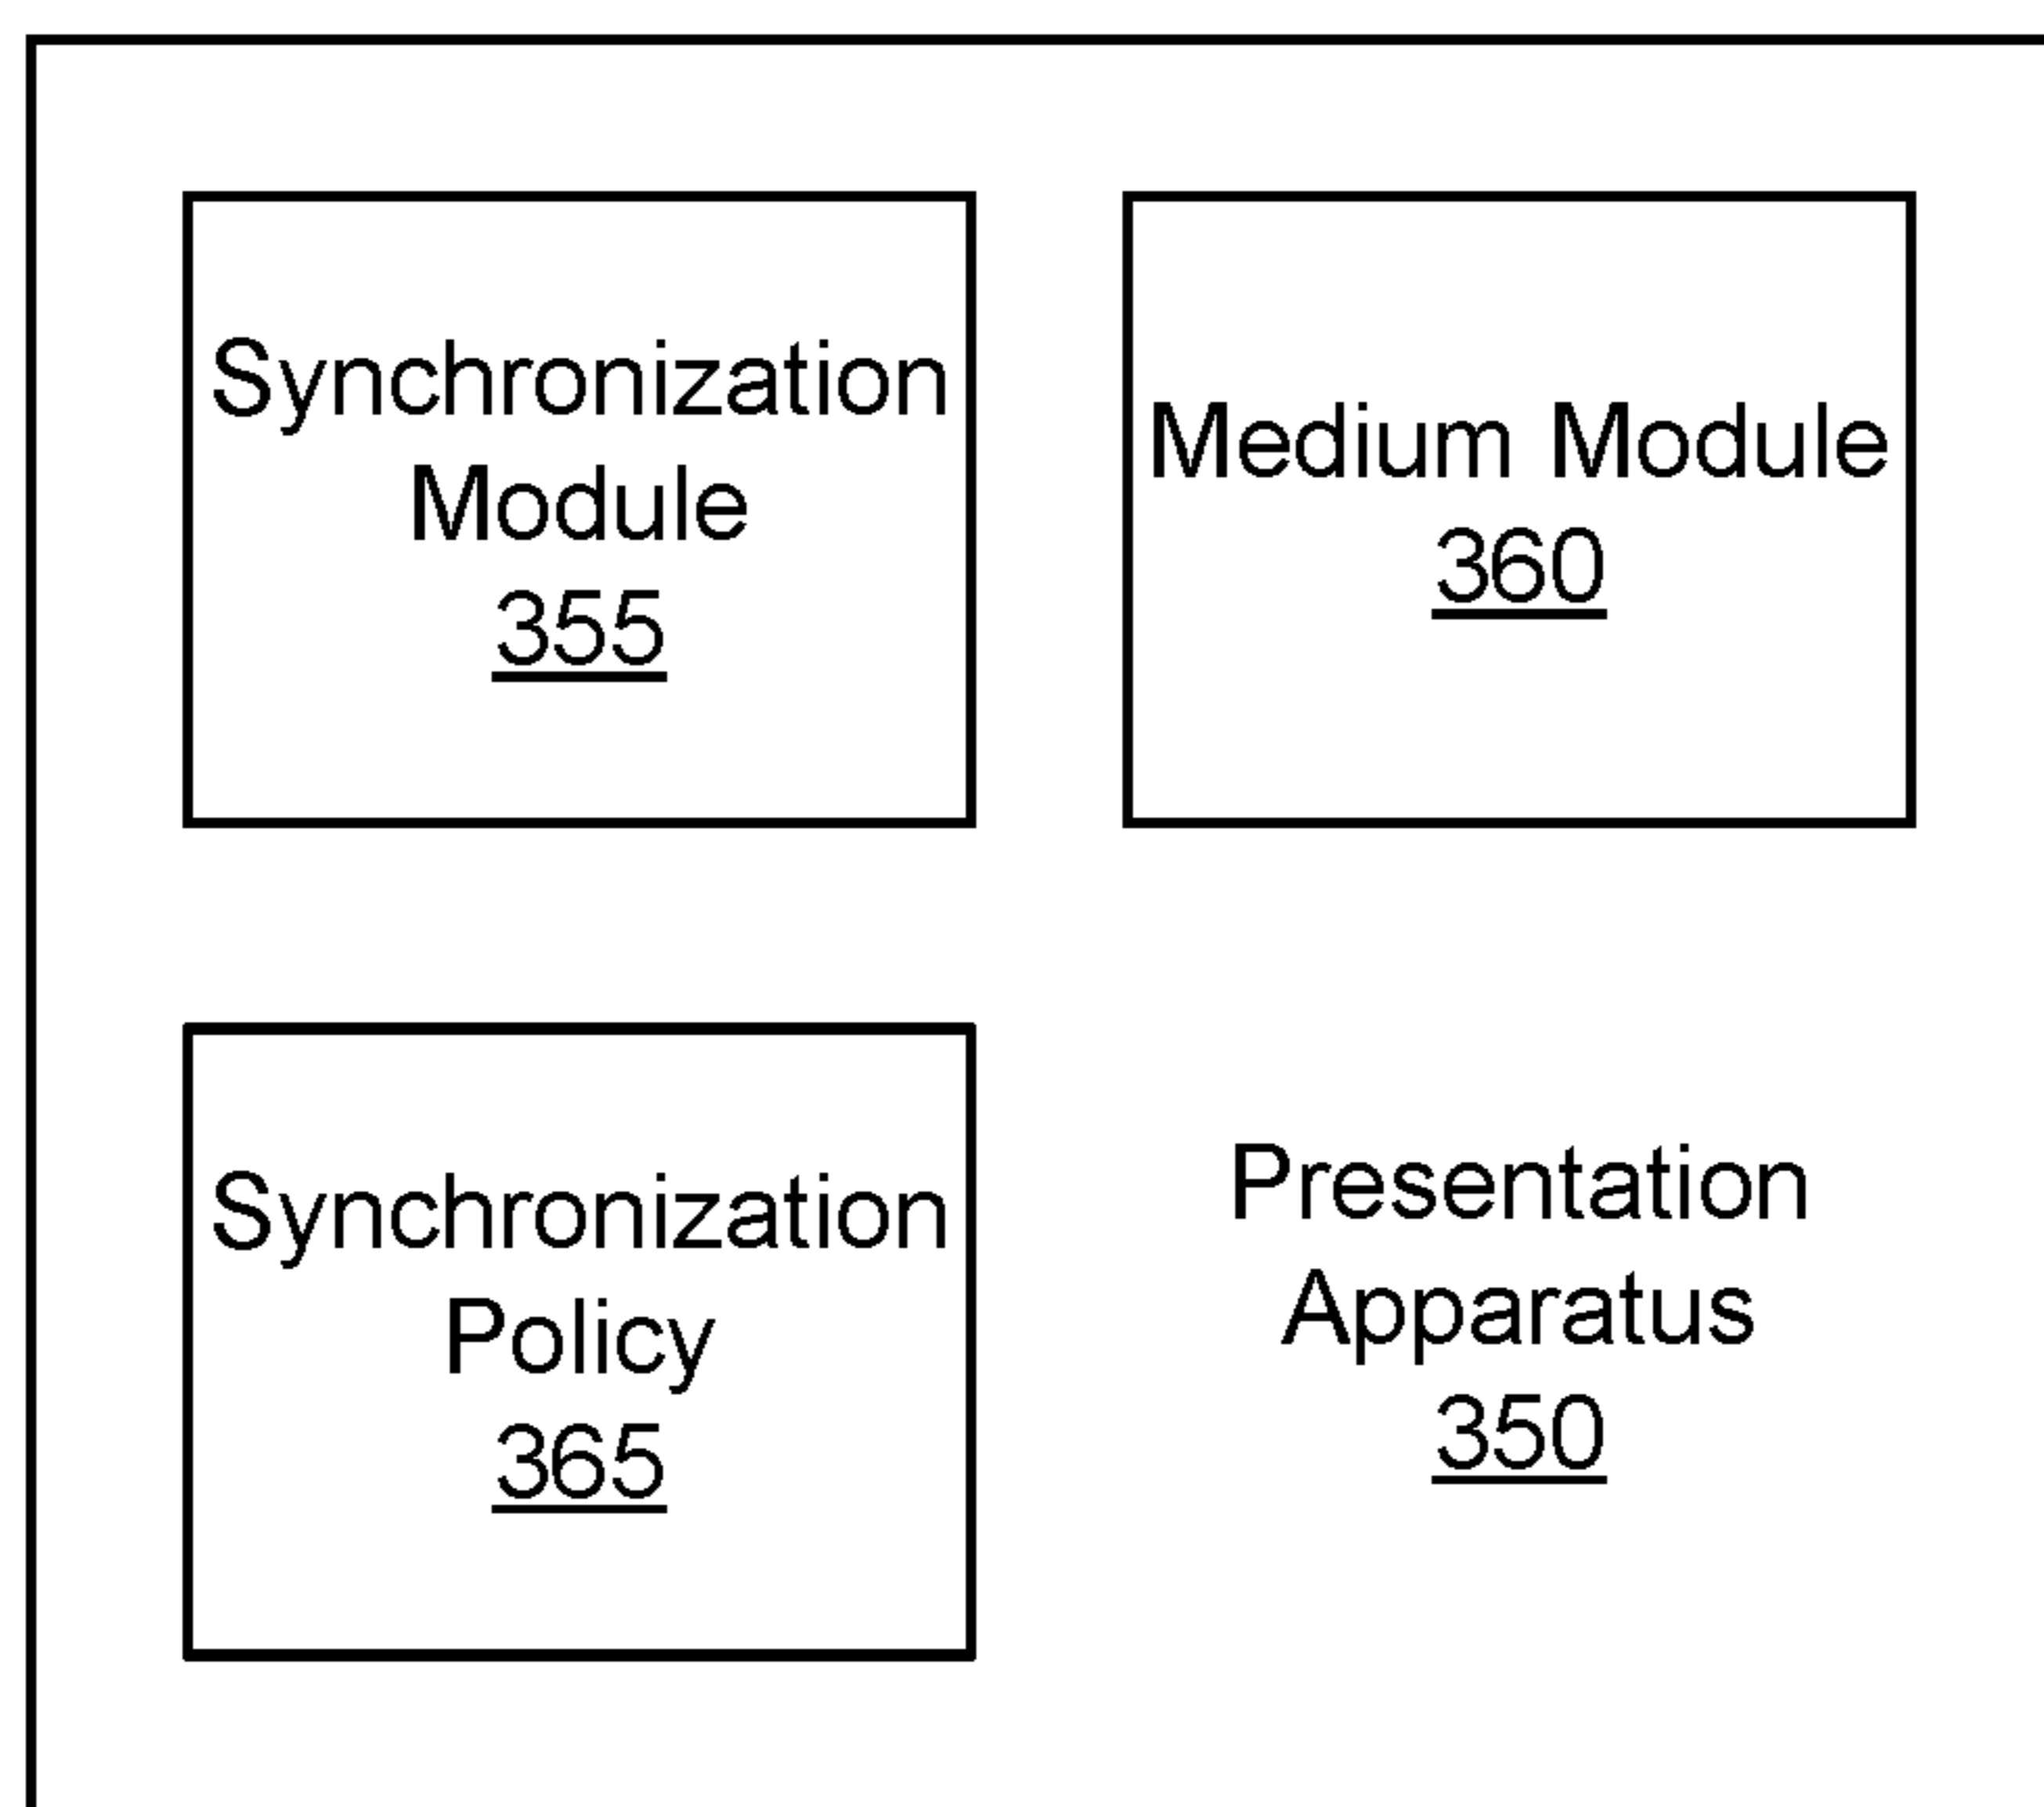 Synchronization
Module
355
Medium Module
360
Synchronization
Policy
365
Presentation
Apparatus
350